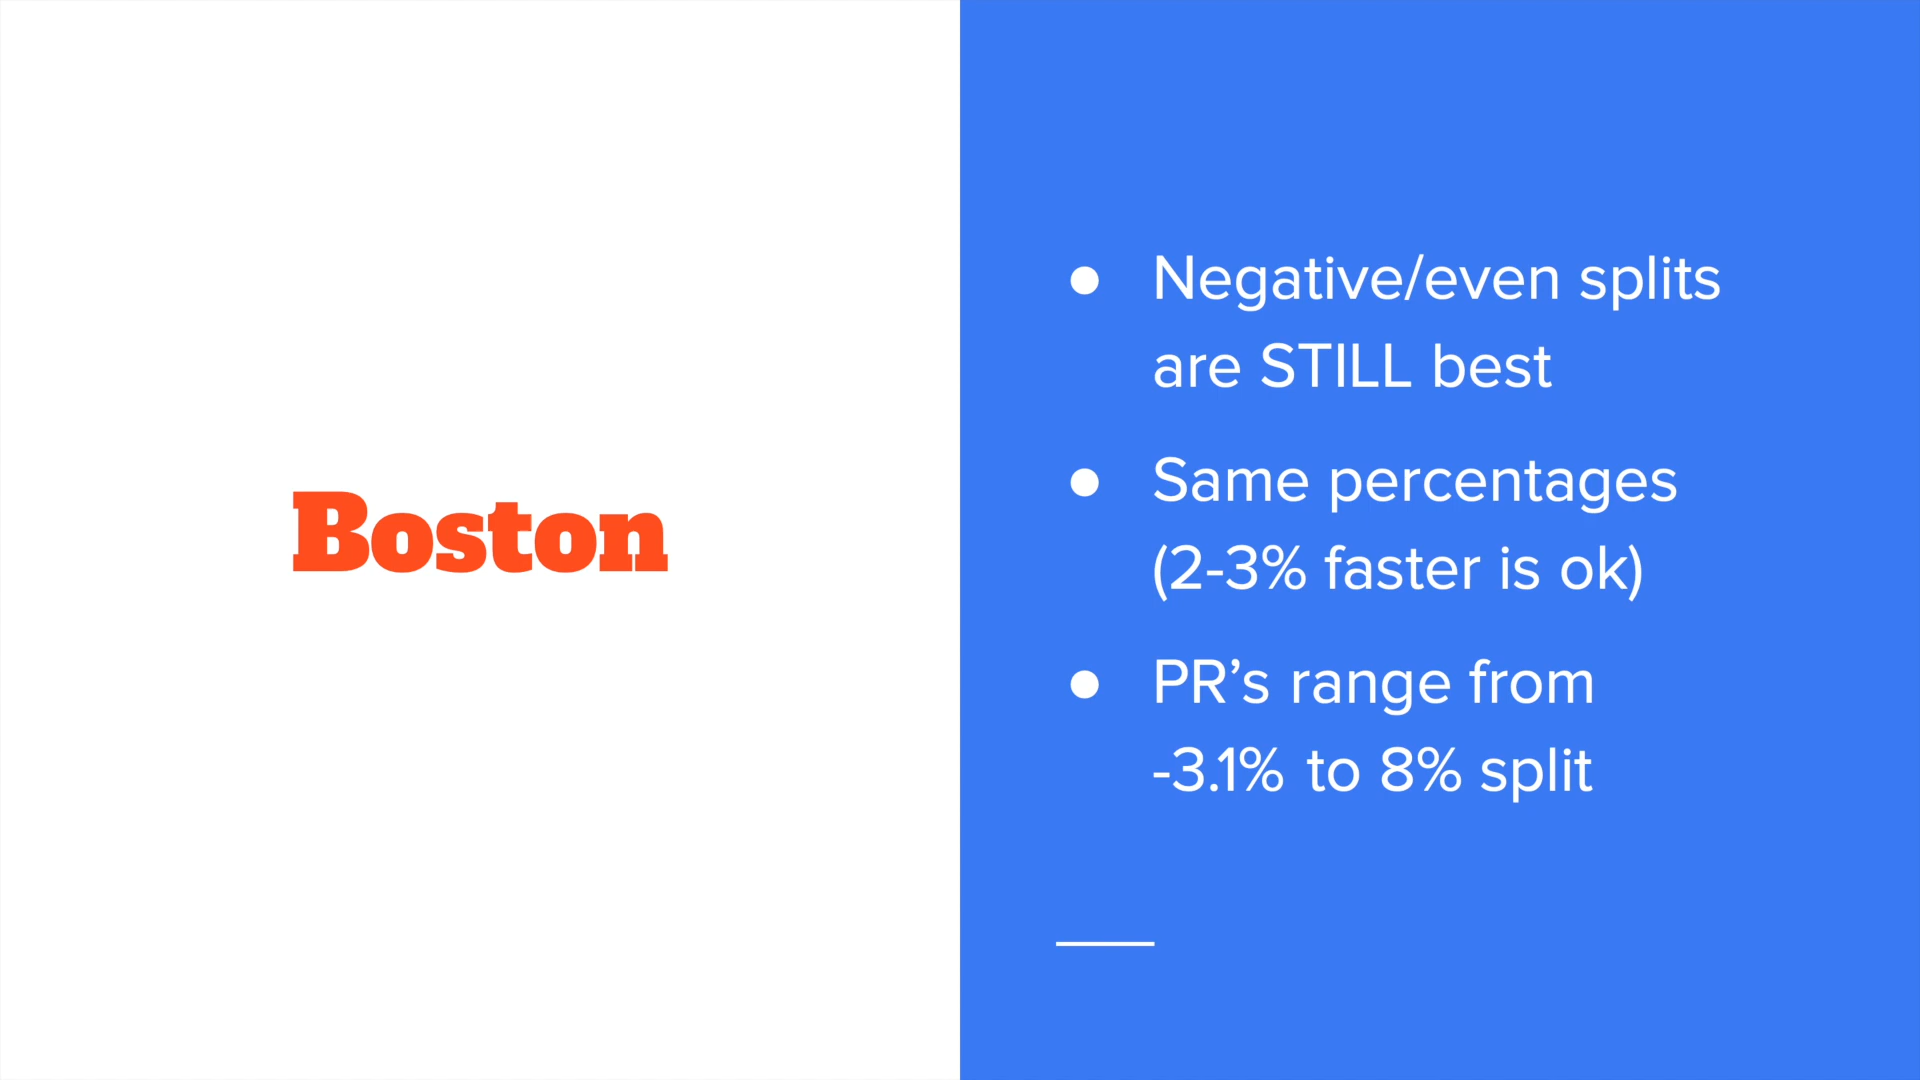 Boston
● Negative/even splits
are STILL best
● Same percentages
(2-3% faster is ok)
● PR’s range from
-3.1% to 8% split